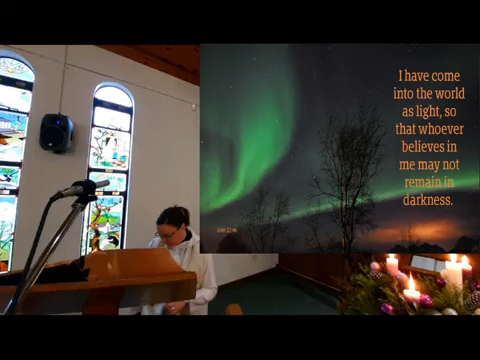 I have come
into the world
as light, so
that whoever
believes in
me may not
remain in
darkness.